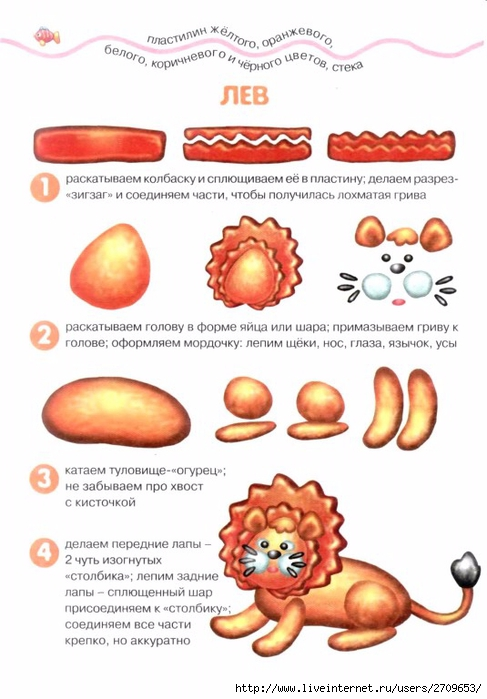 пластилин жёлтого, оранжевого,
белого, коричневого и чёрного цветов, стека
ЛЕВ
1 раскатываем колбаску и сплющиваем её в пластину; делаем разрез-
«зигзаг» и соединяем части, чтобы получилась лохматая грива
2 раскатываем голову в форме яйца или шара; примазываем гриву к
голове; оформляем мордочку: лепим щёки, нос, глаза, язычок, усы
3 катаем туловище-«огурец»;
не забываем про хвост
с кисточкой
4 делаем передние лапы –
2 чуть изогнутых
«столбика»; лепим задние
лапы – сплющенный шар
присоединяем к «столбику»;
соединяем все части
крепко, но аккуратно
http://www.liveinternet.ru/users/2709653/